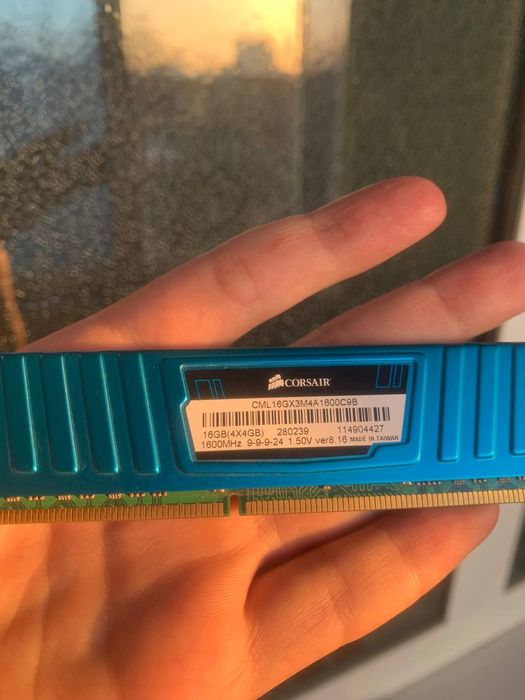 CORSAIR
CML16GX3M4A1600C9B
16GB(4X4GB) 280239 114904427
1600MHz 9-9-9-24 1.50V ver8.16 MADE IN TAIWAN